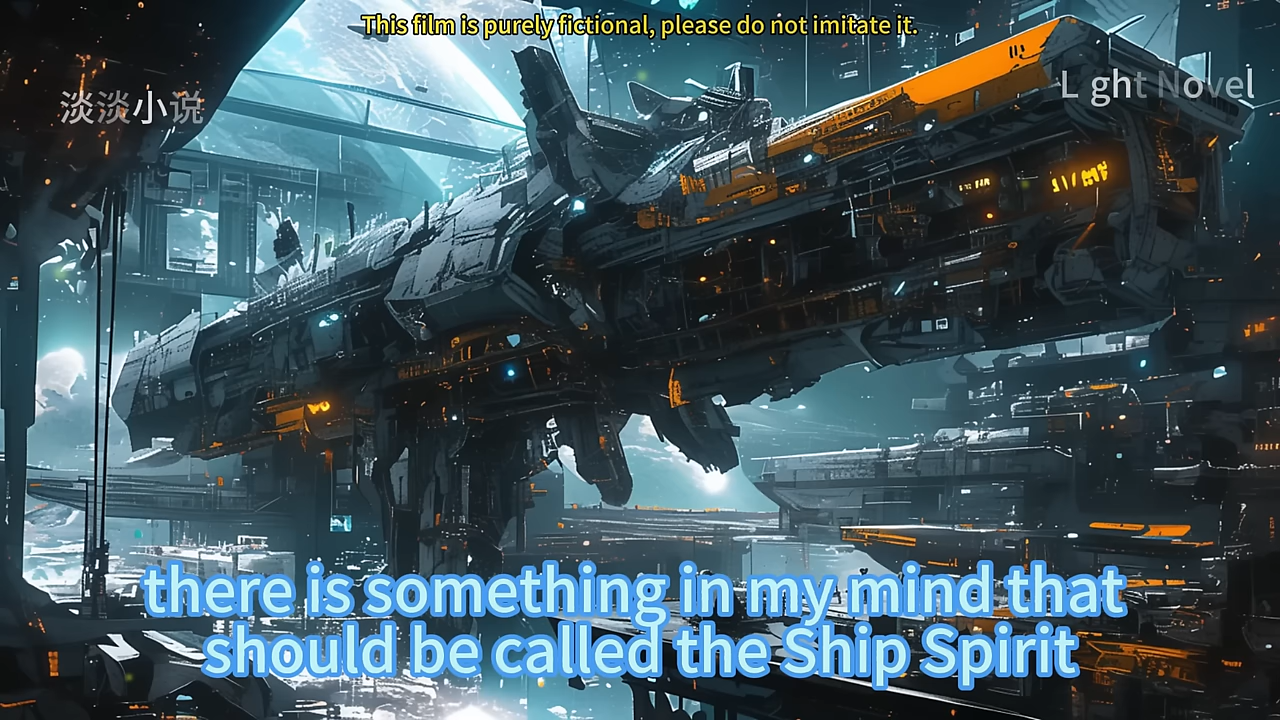 This film is purely fictional, please do not imitate it.
淡淡小说
L ght Novel
there is something in my mind that
should be called the Ship Spirit